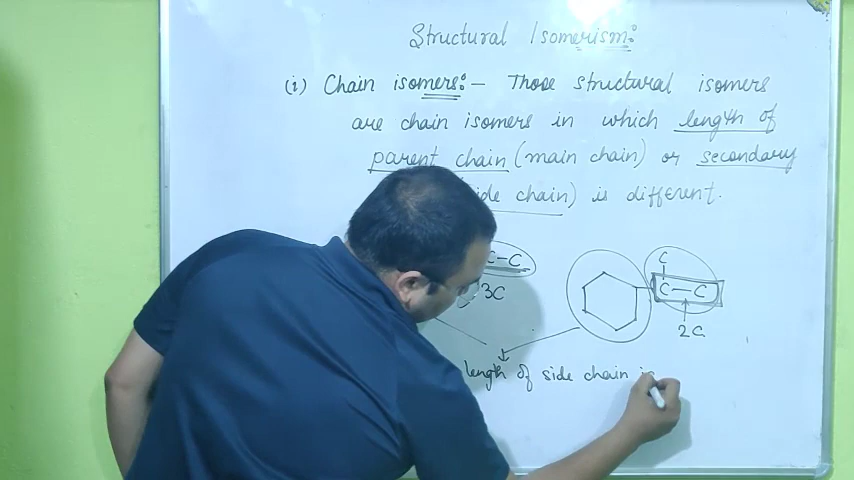 Structural Isomerism:
(i) Chain isomers:- Those structural isomers
are chain isomers in which length of
parent chain (main chain) or secondary
side chain) is different.
C-C
3C
C
C-C
2C
length of side chain is